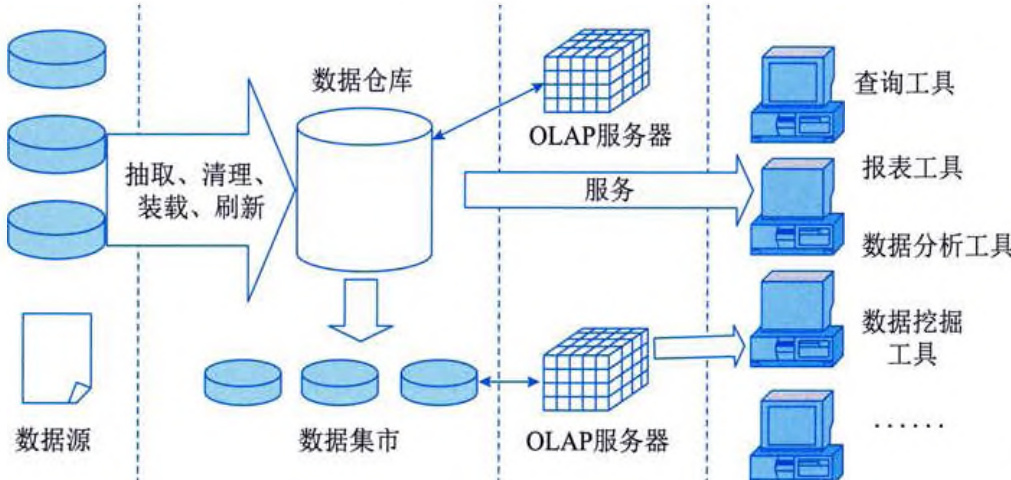 数据仓库
OLAP服务器
查询工具
抽取、清理、
装载、刷新
服务
报表工具
数据分析工具
数据挖掘
工具
数据源
数据集市
OLAP服务器
······